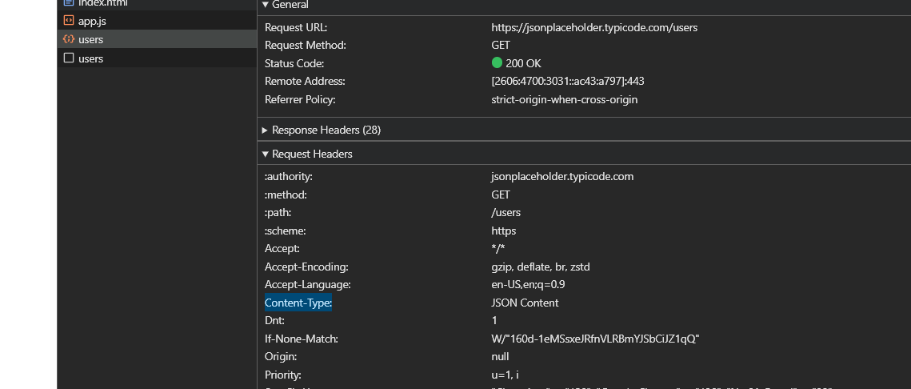 index.html
app.js
users
users
General
Request URL: https://jsonplaceholder.typicode.com/users
Request Method: GET
Status Code: 200 OK
Remote Address: [2606:4700:3031::ac43:a797]:443
Referrer Policy: strict-origin-when-cross-origin
Response Headers (28)
Request Headers
:authority: jsonplaceholder.typicode.com
:method: GET
:path: /users
:scheme: https
Accept: */*
Accept-Encoding: gzip, deflate, br, zstd
Accept-Language: en-US,en;q=0.9
Content-Type: JSON Content
Dnt: 1
If-None-Match: W/"160d-1eMSsxeJRfnVLRBmYJSbCiJZ1qQ"
Origin: null
Priority: u=1, i